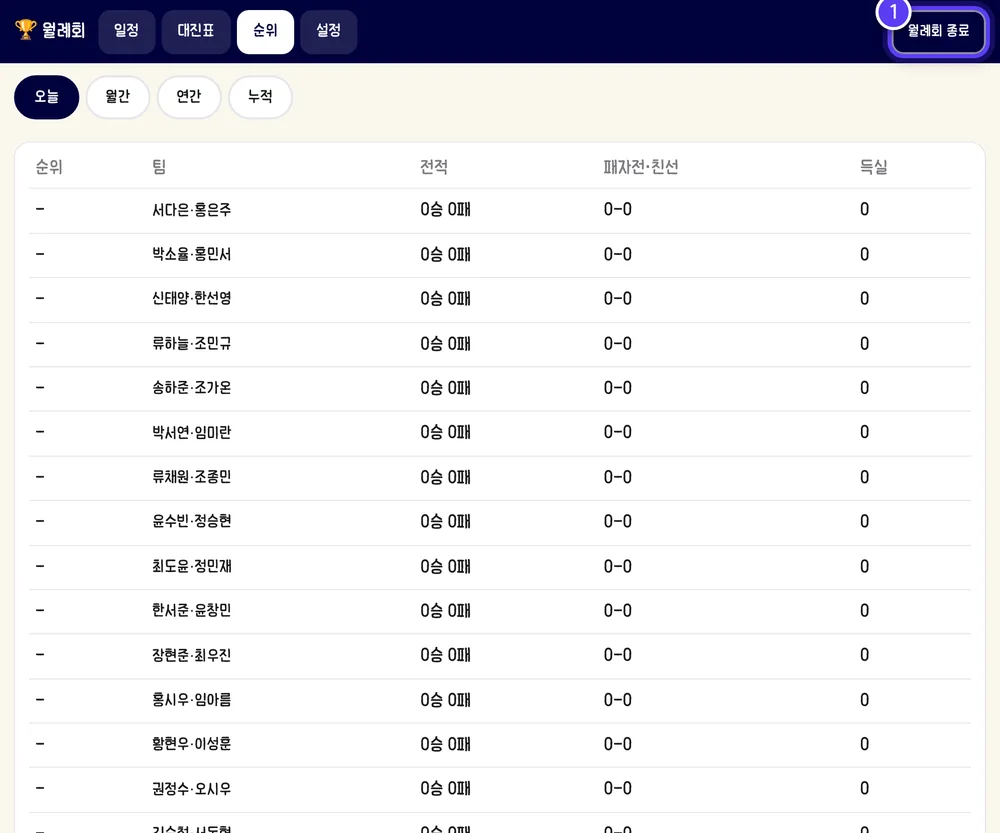 🏆 월례회 일정 대진표 순위 설정 1 월례회 종료
오늘 월간 연간 누적
순위 팀 전적 패자전·친선 득실
– 서다은·홍은주 0승 0패 0-0 0
– 박소율·홍민서 0승 0패 0-0 0
– 신태양·한선영 0승 0패 0-0 0
– 류하늘·조민규 0승 0패 0-0 0
– 송하준·조가온 0승 0패 0-0 0
– 박서연·임미란 0승 0패 0-0 0
– 류채원·조종민 0승 0패 0-0 0
– 윤수빈·정승현 0승 0패 0-0 0
– 최도윤·정민재 0승 0패 0-0 0
– 한서준·윤창민 0승 0패 0-0 0
– 장현준·최우진 0승 0패 0-0 0
– 홍시우·임아름 0승 0패 0-0 0
– 황현우·이성훈 0승 0패 0-0 0
– 권정수·오시우 0승 0패 0-0 0